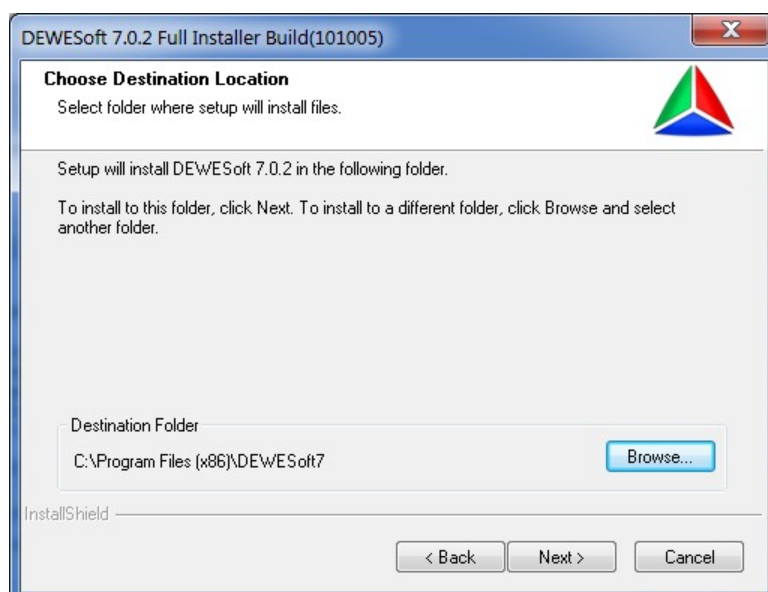 DEWESoft 7.0.2 Full Installer Build(101005)
X
Choose Destination Location
Select folder where setup will install files.
Setup will install DEWESoft 7.0.2 in the following folder.
To install to this folder, click Next. To install to a different folder, click Browse and select
another folder.
Destination Folder
C:\Program Files (x86)\DEWESoft7
Browse...
InstallShield
< Back
Next >
Cancel